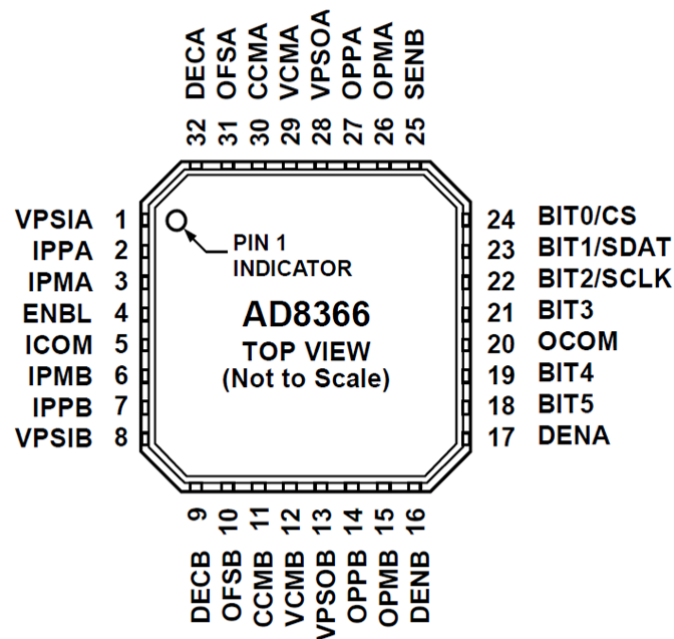 DECA
OFSA
CCMA
VCMA
VPSOA
OPPA
OPMA
SENB
32 31 30 29 28 27 26 25
VPSIA 1
IPPA 2
IPMA 3
ENBL 4
ICOM 5
IPMB 6
IPPB 7
VPSIB 8
PIN 1
INDICATOR
AD8366
TOP VIEW
(Not to Scale)
24 BIT0/CS
23 BIT1/SDAT
22 BIT2/SCLK
21 BIT3
20 OCOM
19 BIT4
18 BIT5
17 DENA
9 10 11 12 13 14 15 16
DECB
OFSB
CCMB
VCMB
VPSOB
OPPB
OPMB
DENB